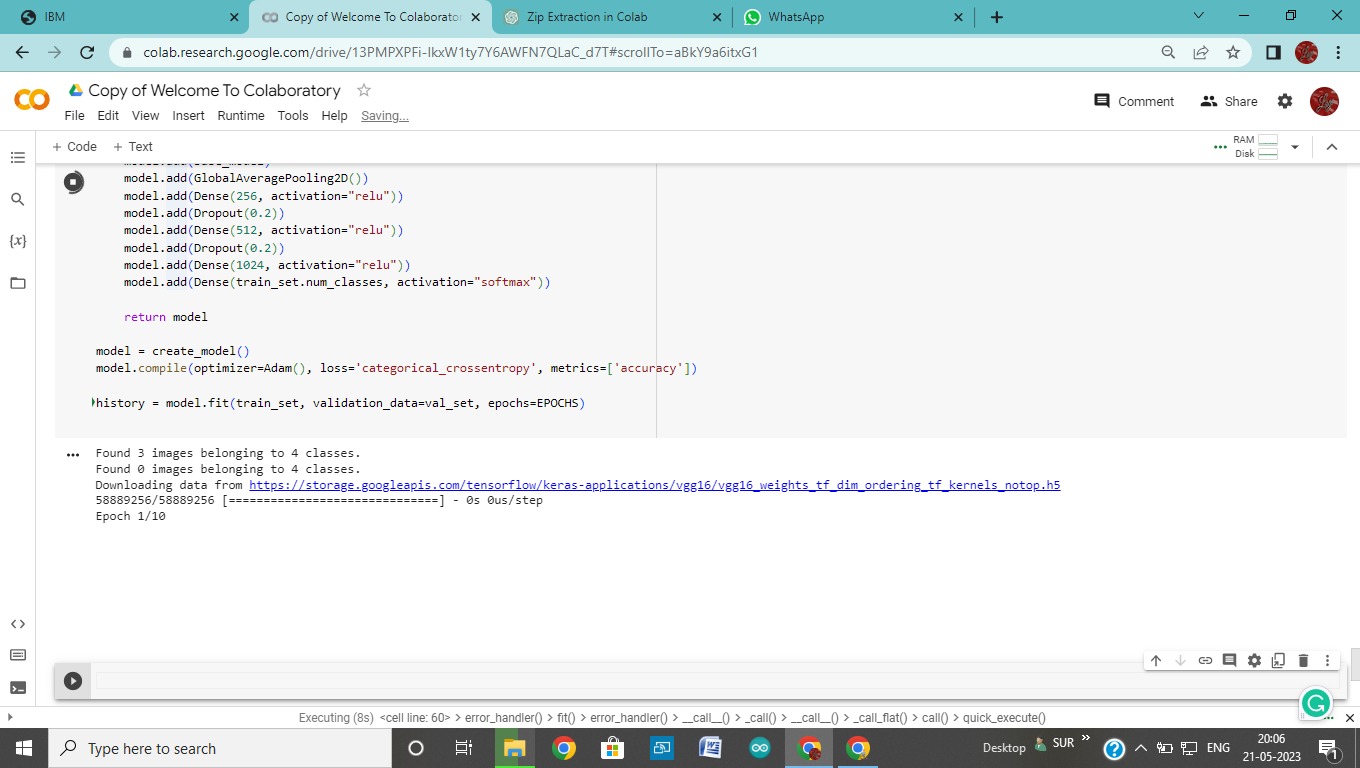 IBM
Copy of Welcome To Colaborator
Zip Extraction in Colab
WhatsApp
colab.research.google.com/drive/13PMPXPFi-IkxW1ty7Y6AWFN7QLaC_d7T#scrollTo=aBkY9a6itxG1
Copy of Welcome To Colaboratory
File Edit View Insert Runtime Tools Help Saving...
Comment Share
+ Code + Text
RAM
Disk
model.add(GlobalAveragePooling2D())
model.add(Dense(256, activation="relu"))
model.add(Dropout(0.2))
model.add(Dense(512, activation="relu"))
model.add(Dropout(0.2))
model.add(Dense(1024, activation="relu"))
model.add(Dense(train_set.num_classes, activation="softmax"))
return model
model = create_model()
model.compile(optimizer=Adam(), loss='categorical_crossentropy', metrics=['accuracy'])
history = model.fit(train_set, validation_data=val_set, epochs=EPOCHS)
Found 3 images belonging to 4 classes.
Found 0 images belonging to 4 classes.
Downloading data from https://storage.googleapis.com/tensorflow/keras-applications/vgg16/vgg16_weights_tf_dim_ordering_tf_kernels_notop.h5
58889256/58889256 [==============================] - 0s 0us/step
Epoch 1/10
Executing (8s) <cell line: 60> > error_handler() > fit() > error_handler() > __call__() > _call() > __call__() > _call_flat() > call() > quick_execute()
Type here to search
Desktop
SUR
ENG
20:06
21-05-2023
1